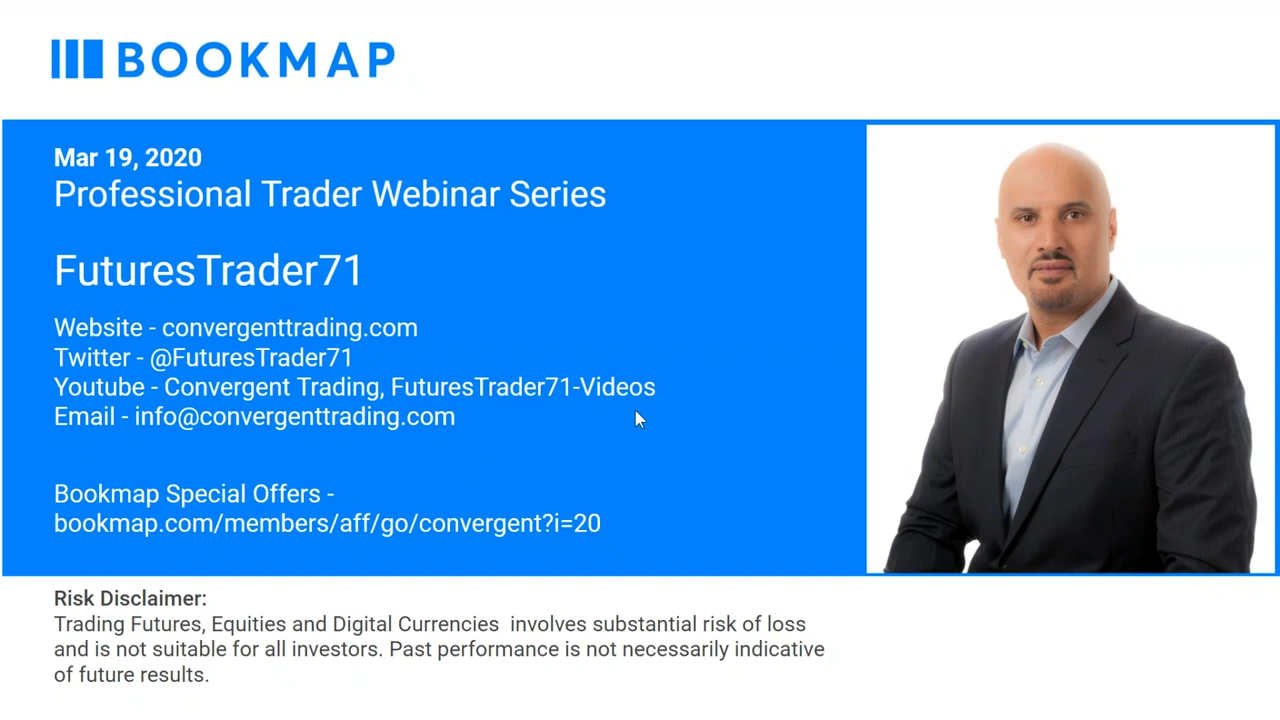 BOOKMAP
Mar 19, 2020
Professional Trader Webinar Series
FuturesTrader71
Website - convergenttrading.com
Twitter - @FuturesTrader71
Youtube - Convergent Trading, FuturesTrader71-Videos
Email - info@convergenttrading.com
Bookmap Special Offers -
bookmap.com/members/aff/go/convergent?i=20
Risk Disclaimer:
Trading Futures, Equities and Digital Currencies  involves substantial risk of loss
and is not suitable for all investors. Past performance is not necessarily indicative
of future results.